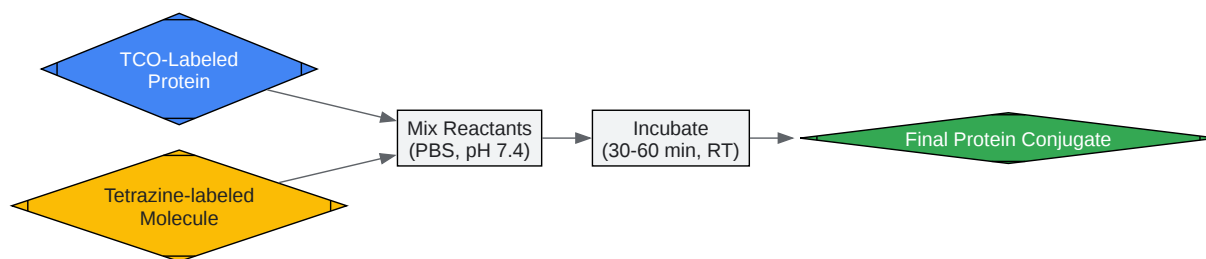 TCO-Labeled
Protein
Tetrazine-labeled
Molecule
Mix Reactants
(PBS, pH 7.4)
Incubate
(30-60 min, RT)
Final Protein Conjugate